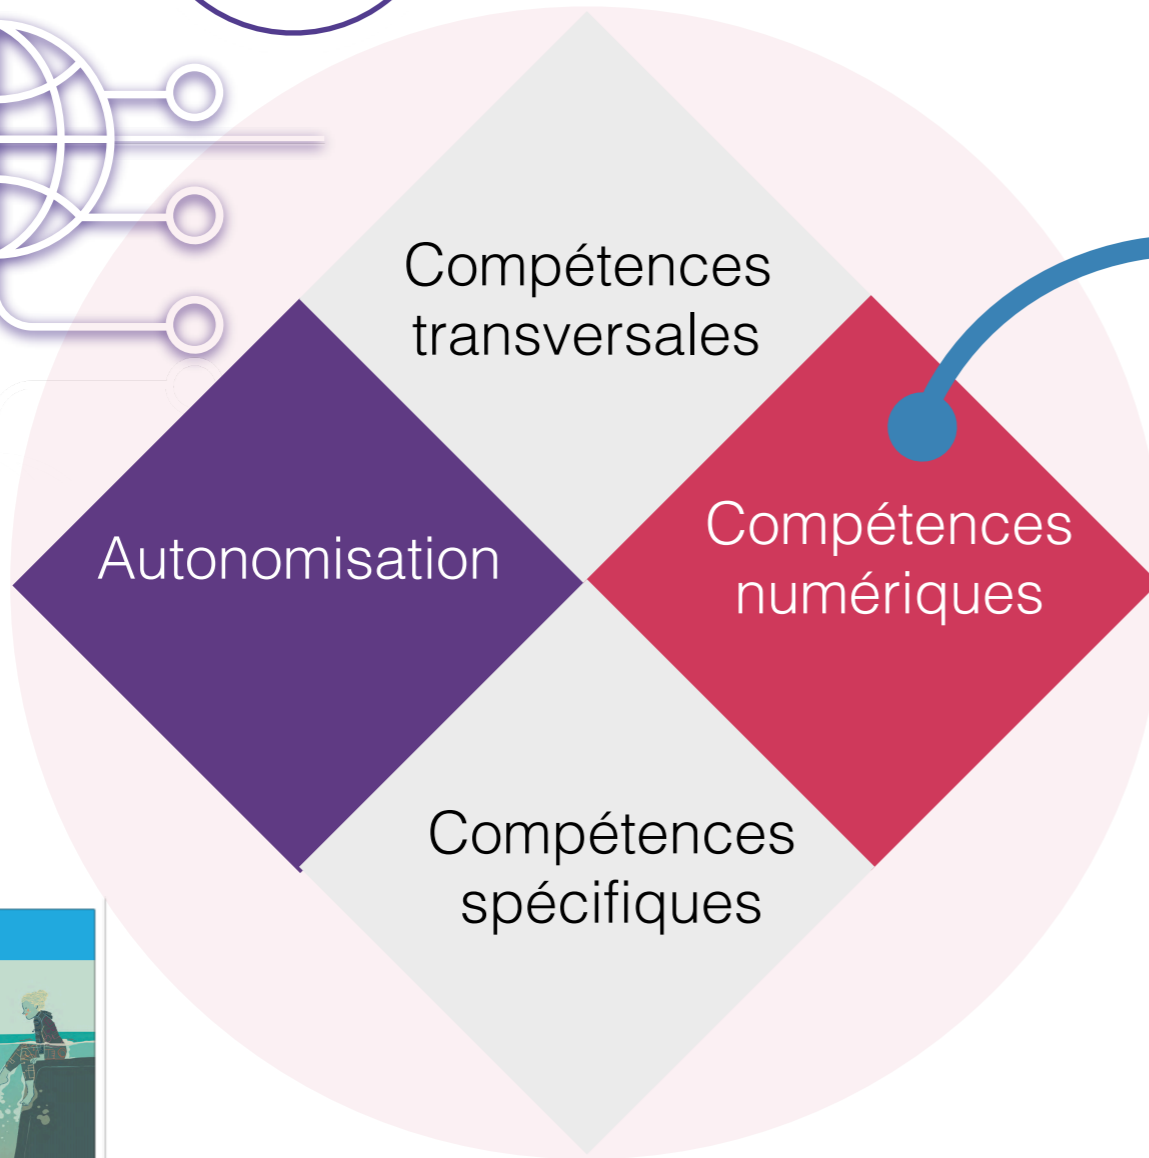 Compétences
transversales
Autonomisation
Compétences
numériques
Compétences
spécifiques